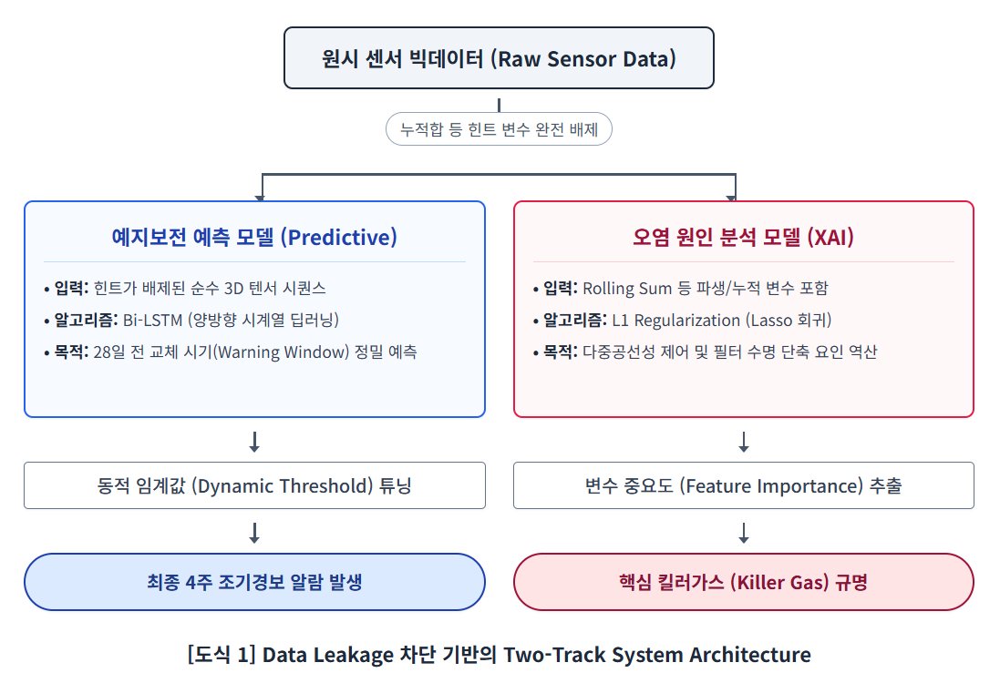 원시 센서 빅데이터 (Raw Sensor Data)
누적합 등 힌트 변수 완전 배제
예지보전 예측 모델 (Predictive)
• 입력: 힌트가 배제된 순수 3D 텐서 시퀀스
• 알고리즘: Bi-LSTM (양방향 시계열 딥러닝)
• 목적: 28일 전 교체 시기(Warning Window) 정밀 예측
동적 임계값 (Dynamic Threshold) 튜닝
최종 4주 조기경보 알람 발생
오염 원인 분석 모델 (XAI)
• 입력: Rolling Sum 등 파생/누적 변수 포함
• 알고리즘: L1 Regularization (Lasso 회귀)
• 목적: 다중공선성 제어 및 필터 수명 단축 요인 역산
변수 중요도 (Feature Importance) 추출
핵심 킬러가스 (Killer Gas) 규명
[도식 1] Data Leakage 차단 기반의 Two-Track System Architecture